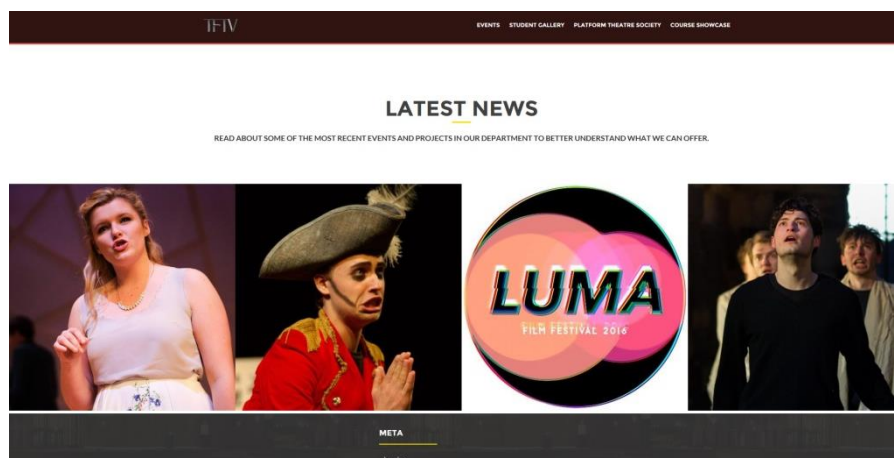 TFTV
EVENTS STUDENT GALLERY PLATFORM THEATRE SOCIETY COURSE SHOWCASE
LATEST NEWS
READ ABOUT SOME OF THE MOST RECENT EVENTS AND PROJECTS IN OUR DEPARTMENT TO BETTER UNDERSTAND WHAT WE CAN OFFER.
LUMA
FILM FESTIVAL 2016
META